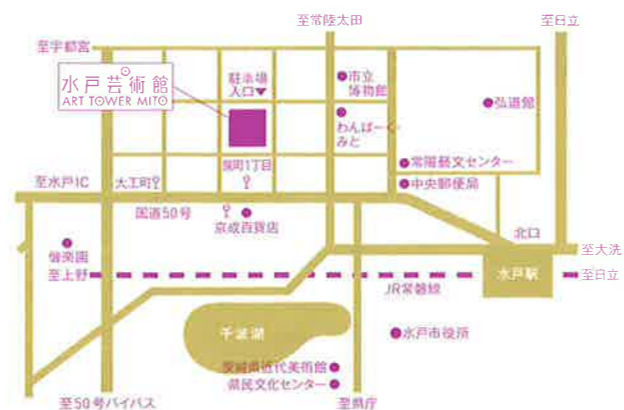 至常陸太田
至日立
至宇都宮
水戸芸術館
ART TOWER MITO
駐車場
入口▼
市立
博物館
弘道館
わんぱーく
みと
泉町1丁目
常陽藝文センター
至水戸IC
大工町
中央郵便局
国道50号
京成百貨店
北口
偕楽園
至大洗
至上野
水戸駅
至日立
JR常磐線
千波湖
水戸市役所
茨城県近代美術館
県民文化センター
至50号バイパス
至県庁